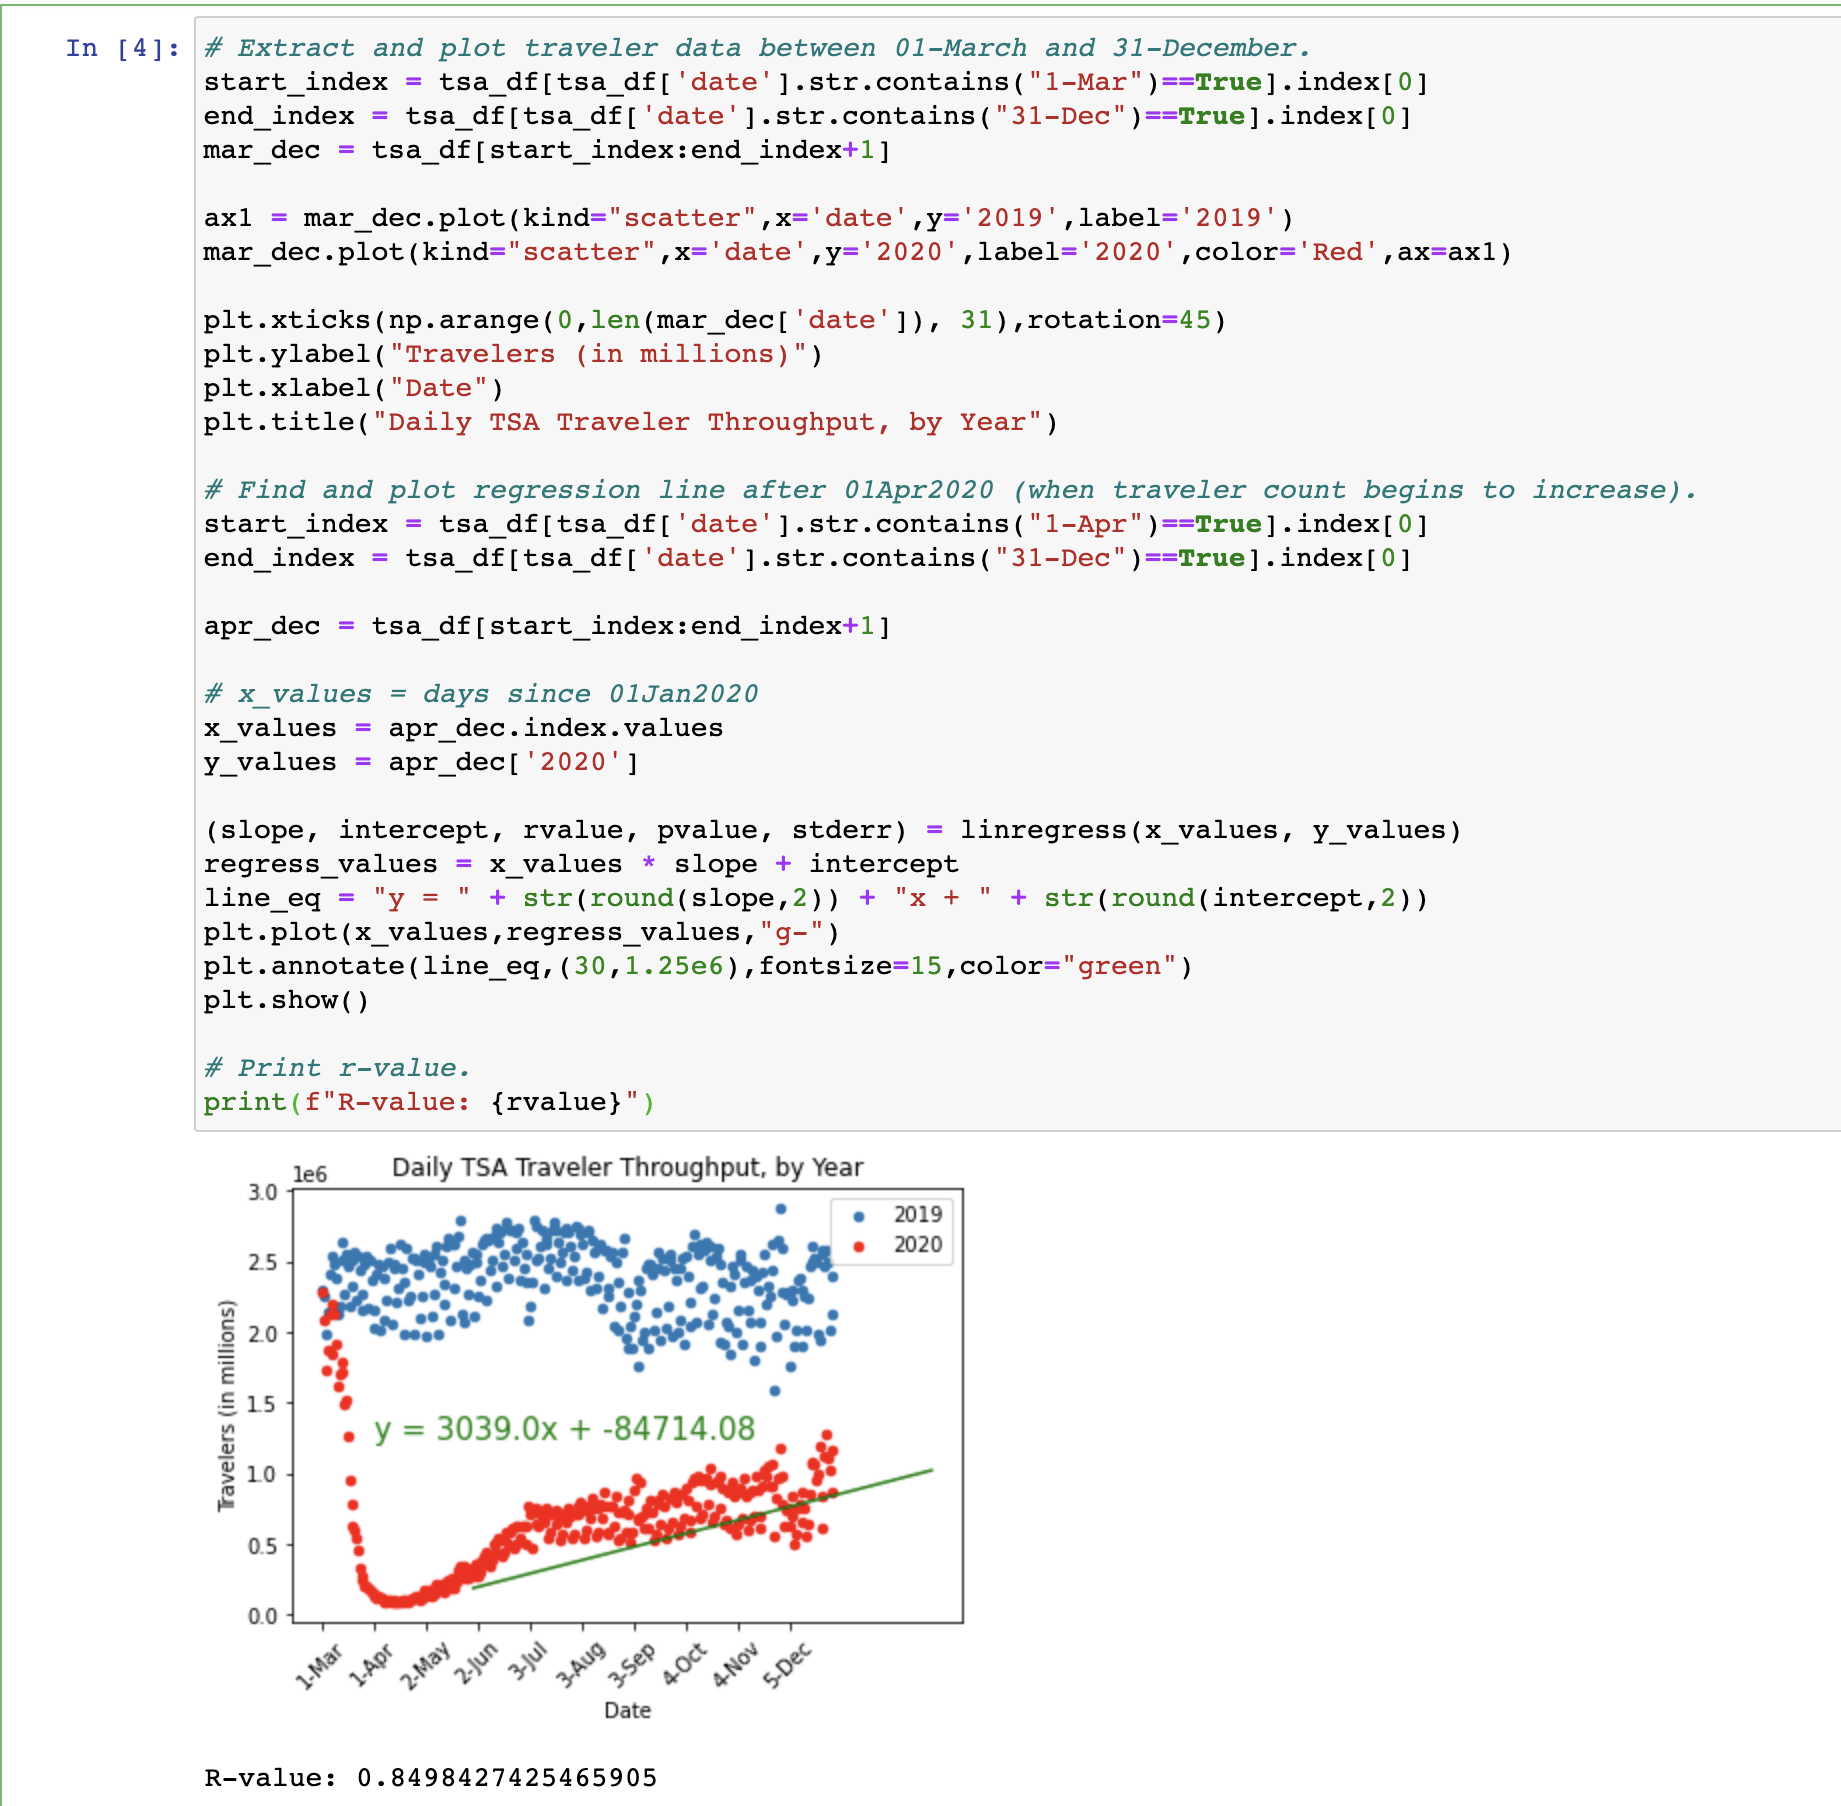 In [4]:
# Extract and plot traveler data between 01-March and 31-December.
start_index = tsa_df[tsa_df['date'].str.contains("1-Mar")==True].index[0]
end_index = tsa_df[tsa_df['date'].str.contains("31-Dec")==True].index[0]
mar_dec = tsa_df[start_index:end_index+1]
ax1 = mar_dec.plot(kind="scatter",x='date',y='2019',label='2019')
mar_dec.plot(kind="scatter",x='date',y='2020',label='2020',color='Red',ax=ax1)
plt.xticks(np.arange(0,len(mar_dec['date']), 31),rotation=45)
plt.ylabel("Travelers (in millions)")
plt.xlabel("Date")
plt.title("Daily TSA Traveler Throughput, by Year")
# Find and plot regression line after 01Apr2020 (when traveler count begins to increase).
start_index = tsa_df[tsa_df['date'].str.contains("1-Apr")==True].index[0]
end_index = tsa_df[tsa_df['date'].str.contains("31-Dec")==True].index[0]
apr_dec = tsa_df[start_index:end_index+1]
# x_values = days since 01Jan2020
x_values = apr_dec.index.values
y_values = apr_dec['2020']
(slope, intercept, rvalue, pvalue, stderr) = linregress(x_values, y_values)
regress_values = x_values * slope + intercept
line_eq = "y = " + str(round(slope,2)) + "x + " + str(round(intercept,2))
plt.plot(x_values,regress_values,"g-")
plt.annotate(line_eq,(30,1.25e6),fontsize=15,color="green")
plt.show()
# Print r-value.
print(f"R-value: {rvalue}")
Daily TSA Traveler Throughput, by Year
1e6
3.0
2.5
2.0
1.5
1.0
0.5
0.0
Travelers (in millions)
2019
2020
y = 3039.0x + -84714.08
1-Mar
1-Apr
2-May
2-Jun
3-Jul
3-Aug
3-Sep
4-Oct
4-Nov
5-Dec
Date
R-value: 0.8498427425465905